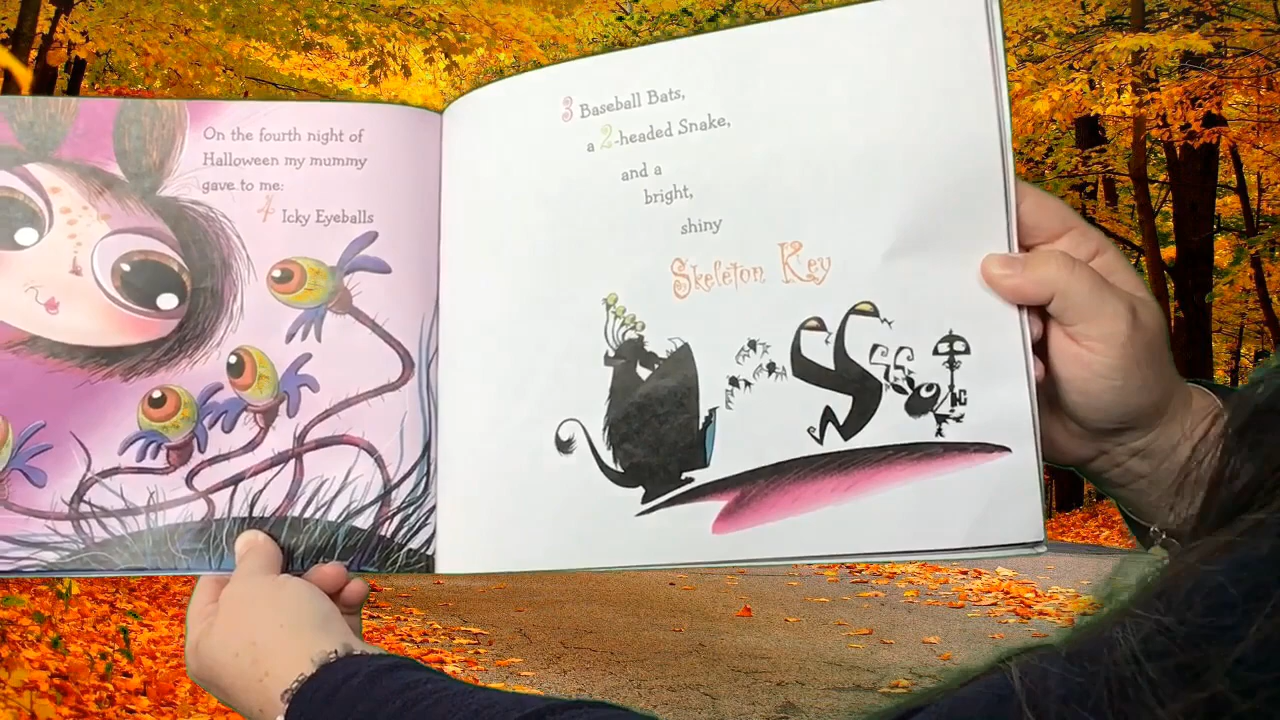 On the fourth night of
Halloween my mummy
gave to me:
4 Icky Eyeballs
3 Baseball Bats,
a 2-headed Snake,
and a
bright,
shiny
Skeleton Key